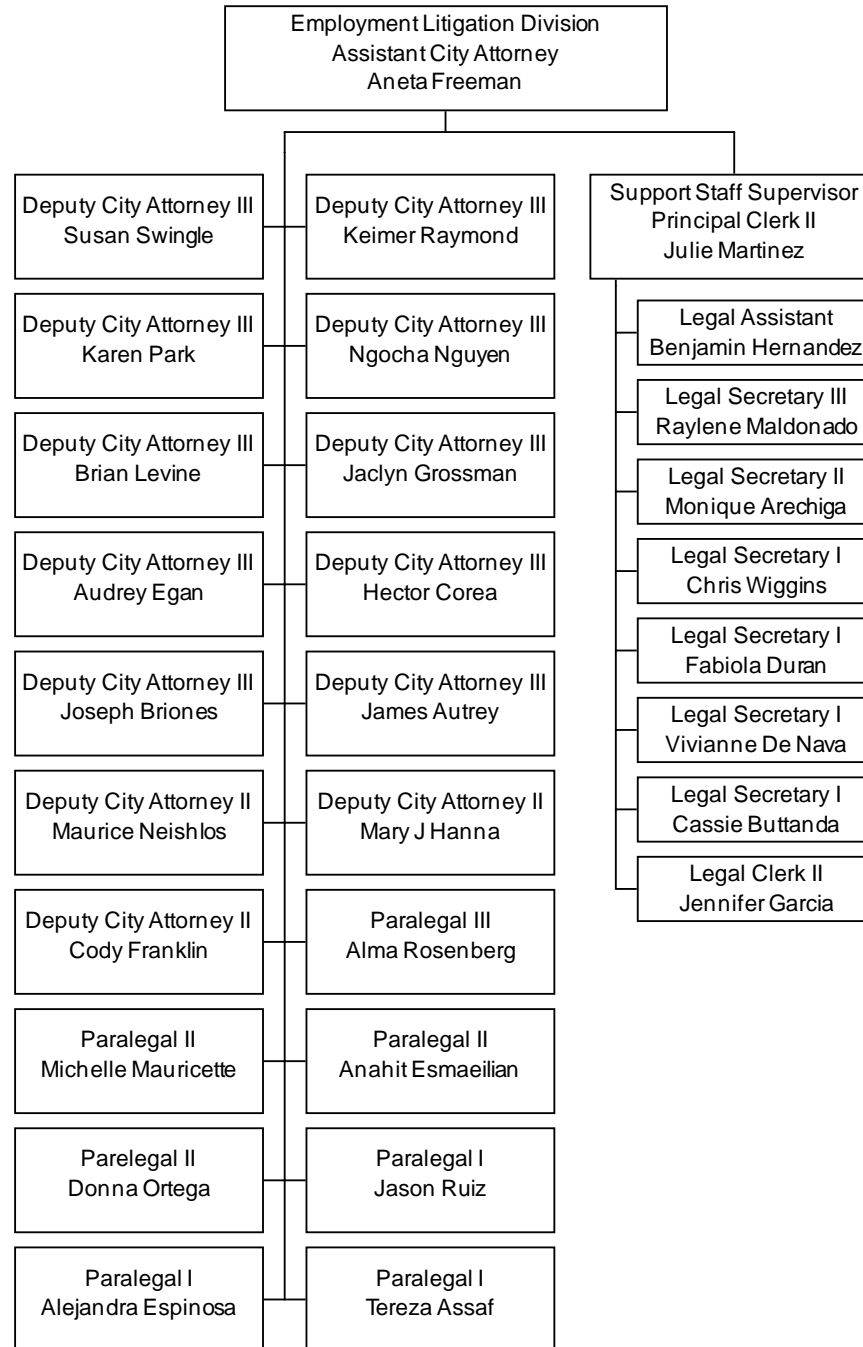 Employment Litigation Division
Assistant City Attorney
Aneta Freeman
Deputy City Attorney III
Susan Swingle
Deputy City Attorney III
Keimer Raymond
Support Staff Supervisor
Principal Clerk II
Julie Martinez
Deputy City Attorney III
Karen Park
Deputy City Attorney III
Ngocha Nguyen
Deputy City Attorney III
Brian Levine
Deputy City Attorney III
Jaclyn Grossman
Deputy City Attorney III
Audrey Egan
Deputy City Attorney III
Hector Corea
Deputy City Attorney III
Joseph Briones
Deputy City Attorney III
James Autrey
Deputy City Attorney II
Maurice Neishlos
Deputy City Attorney II
Mary J Hanna
Deputy City Attorney II
Cody Franklin
Paralegal III
Alma Rosenberg
Paralegal II
Michelle Mauricette
Paralegal II
Anahit Esmaeilian
Parelegal II
Donna Ortega
Paralegal I
Jason Ruiz
Paralegal I
Alejandra Espinosa
Paralegal I
Tereza Assaf
Legal Assistant
Benjamin Hernandez
Legal Secretary III
Raylene Maldonado
Legal Secretary II
Monique Arechiga
Legal Secretary I
Chris Wiggins
Legal Secretary I
Fabiola Duran
Legal Secretary I
Vivianne De Nava
Legal Secretary I
Cassie Buttanda
Legal Clerk II
Jennifer Garcia